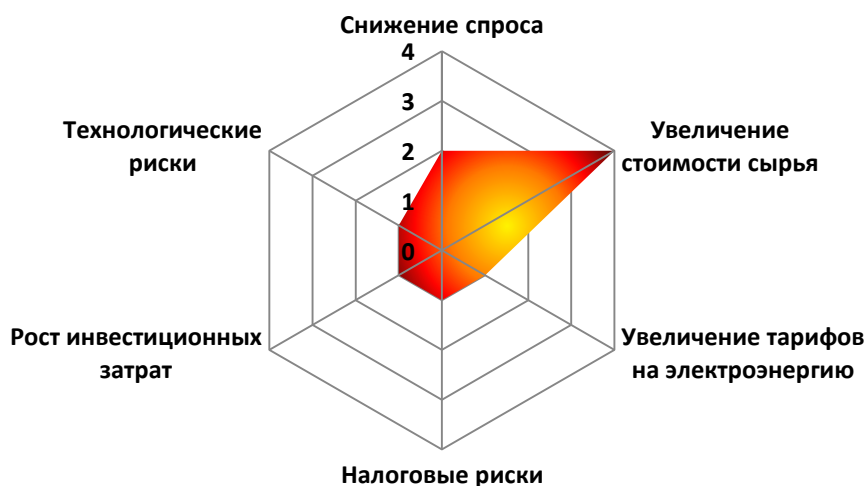 Снижение спроса
4
3
2
1
0
Увеличение
стоимости сырья
Увеличение тарифов
на электроэнергию
Налоговые риски
Рост инвестиционных
затрат
Технологические
риски